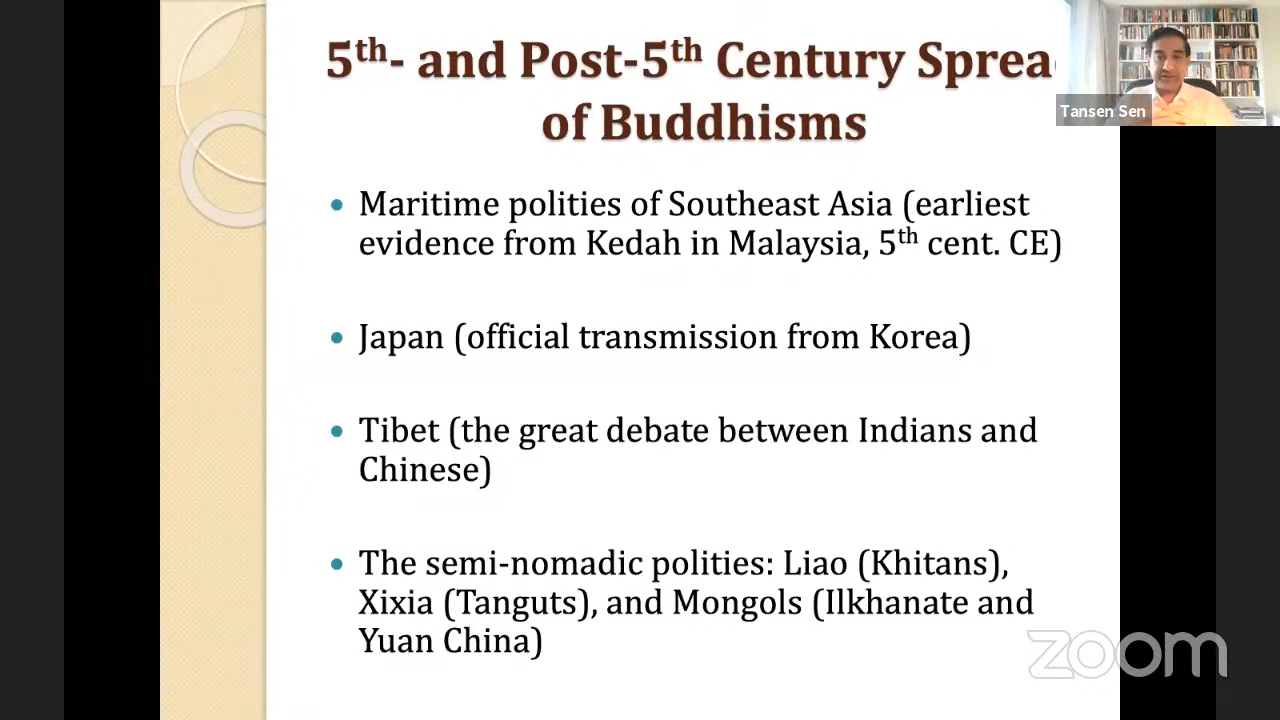 5th- and Post-5th Century Sprea
of Buddhisms
Tansen Sen
• Maritime polities of Southeast Asia (earliest
evidence from Kedah in Malaysia, 5th cent. CE)
• Japan (official transmission from Korea)
• Tibet (the great debate between Indians and
Chinese)
• The semi-nomadic polities: Liao (Khitans),
Xixia (Tanguts), and Mongols (Ilkhanate and
Yuan China)
zoom